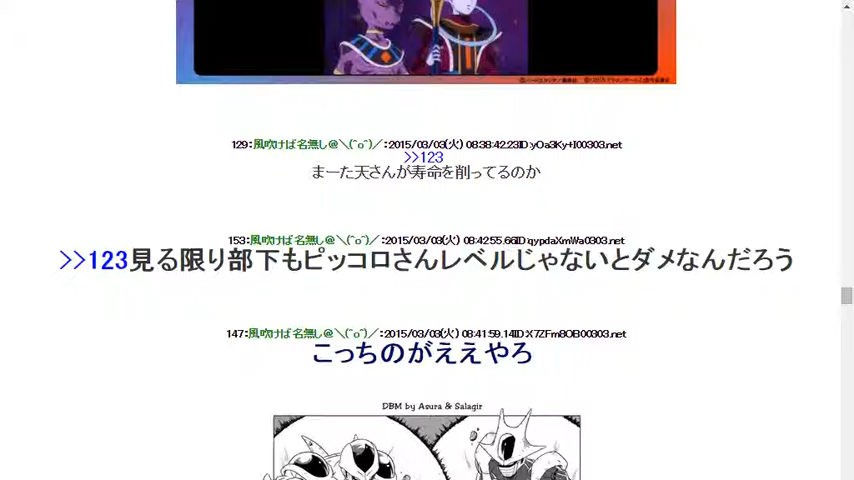 129：風吹けば名無し＠＼(^o^)／：2015/03/03(火) 08:38:42.23ID:yOa3Ky+I00303.net
>>123
まーた天さんが寿命を削ってるのか
153：風吹けば名無し＠＼(^o^)／：2015/03/03(火) 08:42:55.66ID:qypdaXmWa0303.net
>>123見る限り部下もピッコロさんレベルじゃないとダメなんだろう
147：風吹けば名無し＠＼(^o^)／：2015/03/03(火) 08:41:59.14ID:X7ZFm8OB00303.net
こっちのがええやろ
DBM by Asura & Salagir